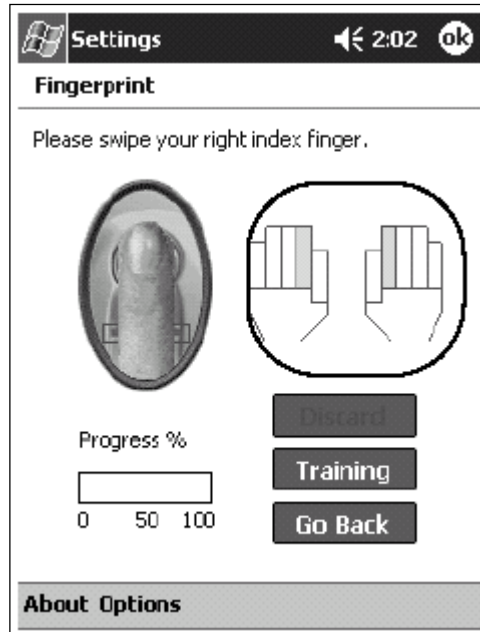 Settings 2:02 ok
Fingerprint
Please swipe your right index finger.
Discard
Progress %
Training
0 50 100
Go Back
About Options